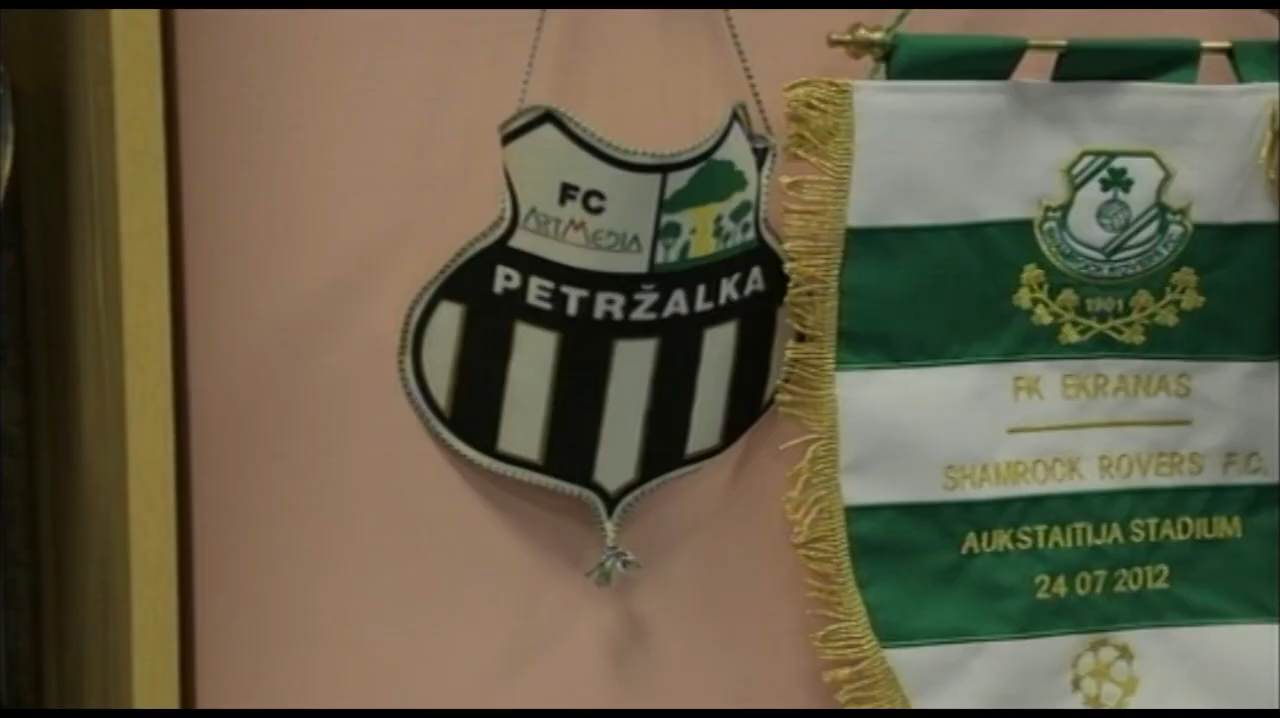 FC
ARTMEDIA
PETRŽALKA
1901
FK EKRANAS
SHAMROCK ROVERS F.C.
AUKSTAITIJA STADIUM
24 07 2012